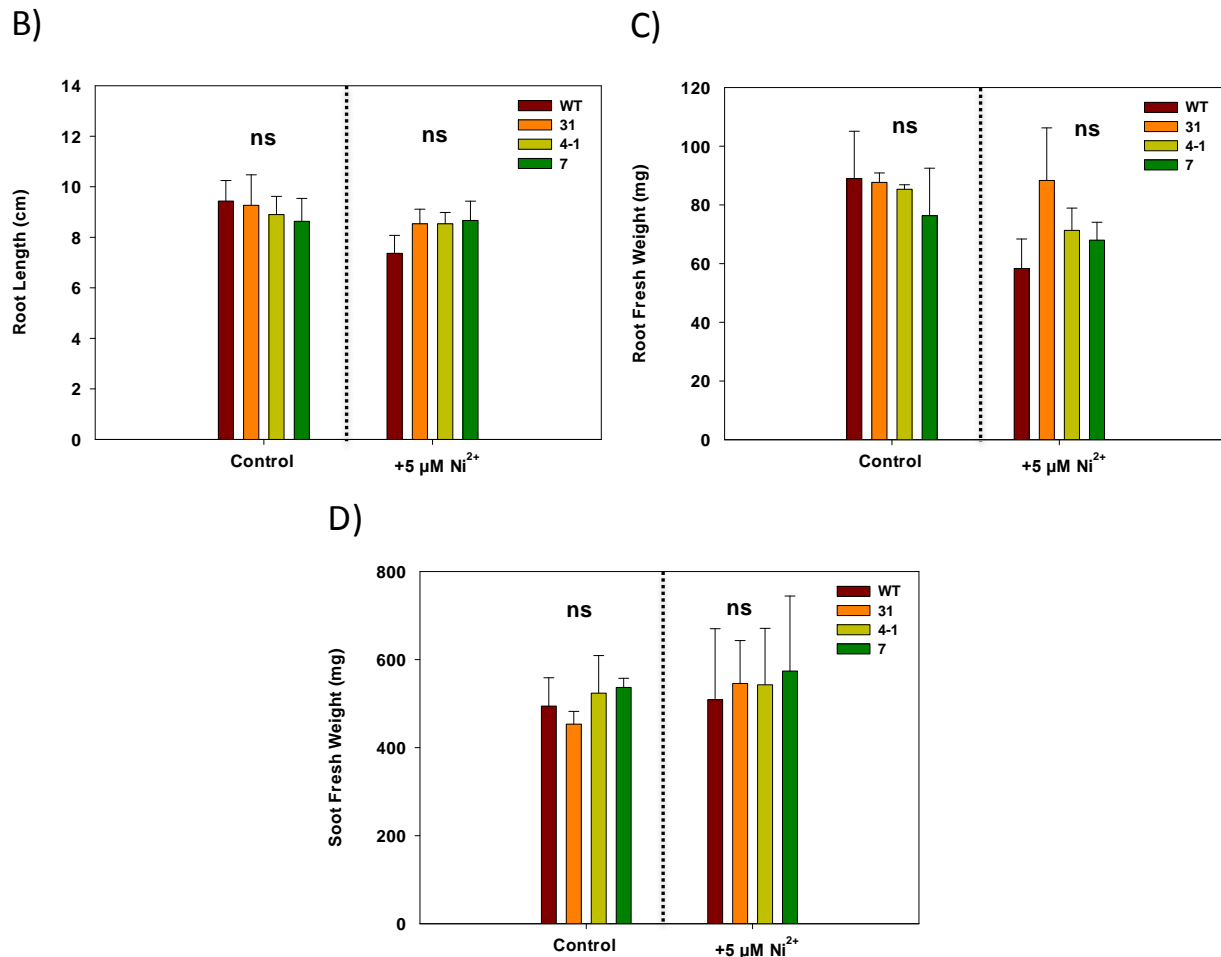 B)
14
12
10
8
6
4
2
0
Root Length (cm)
ns
ns
WT
31
4-1
7
Control
+5 µM Ni²⁺
C)
120
100
80
60
40
20
0
Root Fresh Weight (mg)
ns
ns
WT
31
4-1
7
Control
+5 µM Ni²⁺
D)
800
600
400
200
0
Soot Fresh Weight (mg)
ns
ns
WT
31
4-1
7
Control
+5 µM Ni²⁺